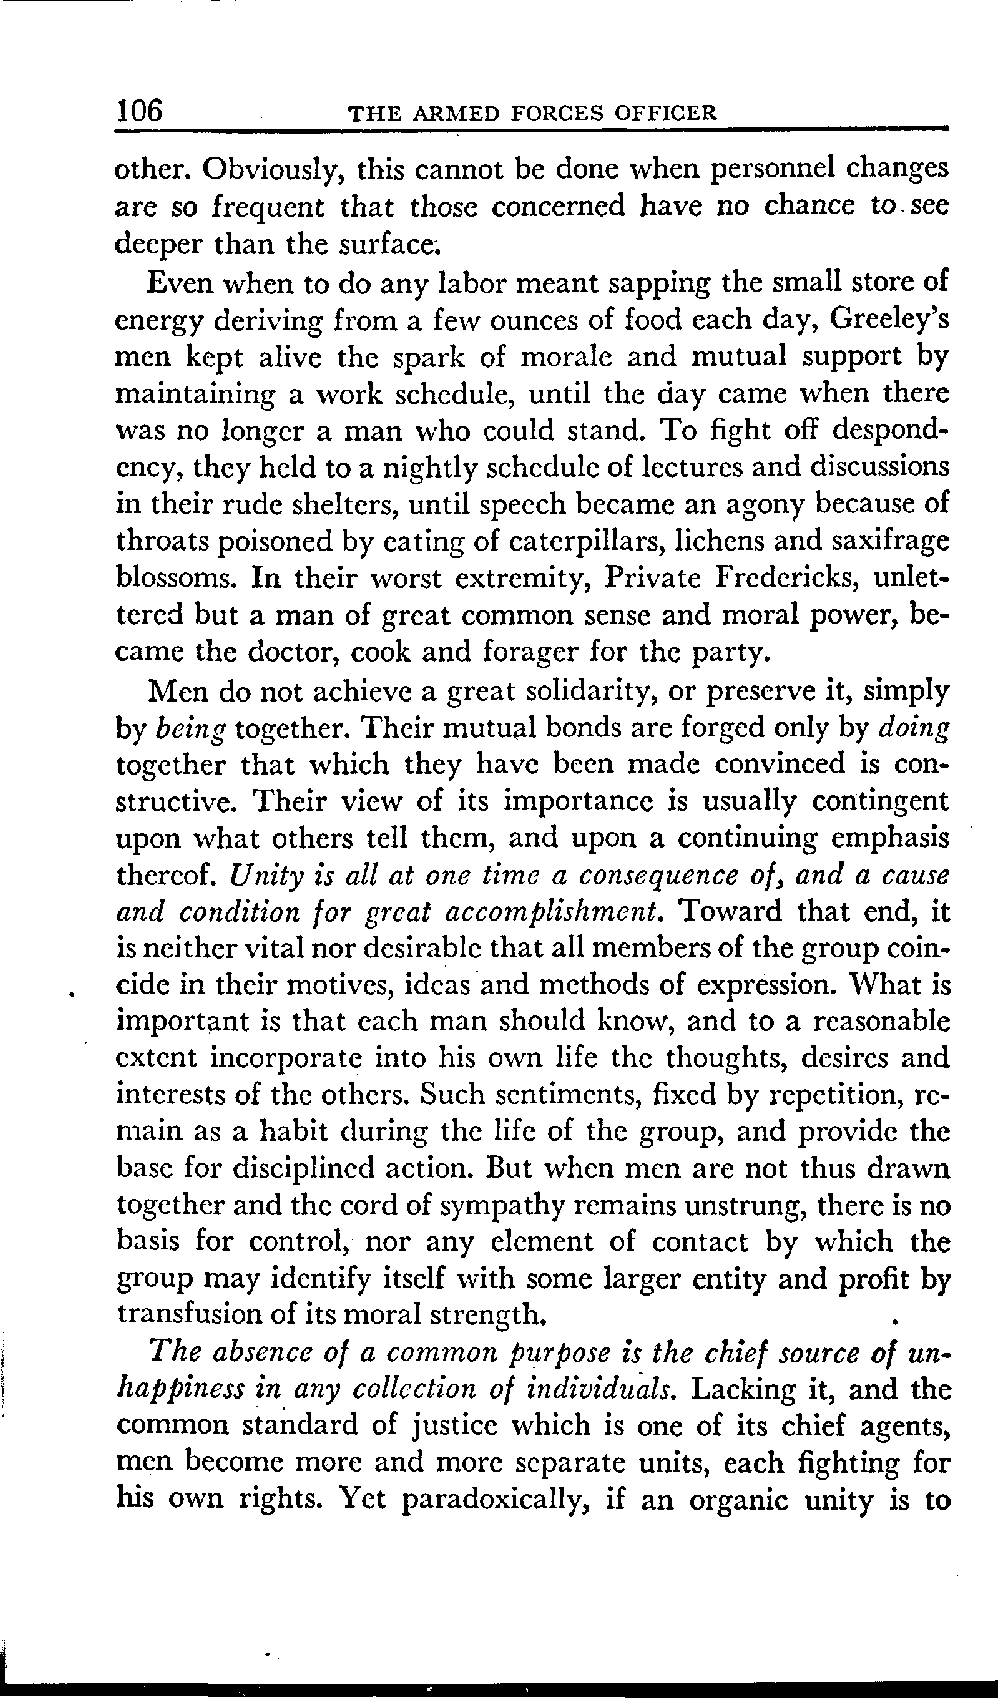 106 THE ARMED FORCES OFFICER
other. Obviously, this cannot be done when personnel changes
are so frequent that those concerned have no chance to see
deeper than the surface.
Even when to do any labor meant sapping the small store of
energy deriving from a few ounces of food each day, Greeley's
men kept alive the spark of morale and mutual support by
maintaining a work schedule, until the day came when there
was no longer a man who could stand. To fight off despond-
ency, they held to a nightly schedule of lectures and discussions
in their rude shelters, until speech became an agony because of
throats poisoned by eating of caterpillars, lichens and saxifrage
blossoms. In their worst extremity, Private Fredericks, unlet-
tered but a man of great common sense and moral power, be-
came the doctor, cook and forager for the party.
Men do not achieve a great solidarity, or preserve it, simply
by being together. Their mutual bonds are forged only by doing
together that which they have been made convinced is con-
structive. Their view of its importance is usually contingent
upon what others tell them, and upon a continuing emphasis
thereof. Unity is all at one time a consequence of, and a cause
and condition for great accomplishment. Toward that end, it
is neither vital nor desirable that all members of the group coin-
cide in their motives, ideas and methods of expression. What is
important is that each man should know, and to a reasonable
extent incorporate into his own life the thoughts, desires and
interests of the others. Such sentiments, fixed by repetition, re-
main as a habit during the life of the group, and provide the
base for disciplined action. But when men are not thus drawn
together and the cord of sympathy remains unstrung, there is no
basis for control, nor any element of contact by which the
group may identify itself with some larger entity and profit by
transfusion of its moral strength.
The absence of a common purpose is the chief source of un-
happiness in any collection of individuals. Lacking it, and the
common standard of justice which is one of its chief agents,
men become more and more separate units, each fighting for
his own rights. Yet paradoxically, if an organic unity is to